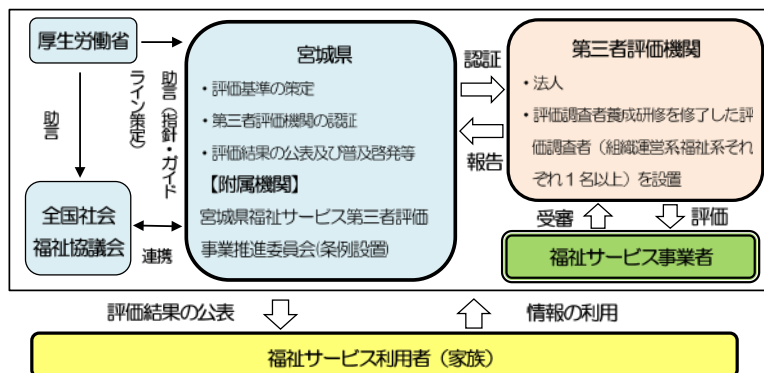 厚生労働省
助言
助言（指針・ガイド
ライン策定）
全国社会
福祉協議会
連携
宮城県
・評価基準の策定
・第三者評価機関の認証
・評価結果の公表及び普及啓発等
【附属機関】
宮城県福祉サービス第三者評価
事業推進委員会(条例設置)
認証
報告
第三者評価機関
・法人
・評価調査者養成研修を修了した評
価調査者（組織運営系福祉系それ
ぞれ１名以上）を設置
受審
評価
福祉サービス事業者
評価結果の公表
情報の利用
福祉サービス利用者（家族）